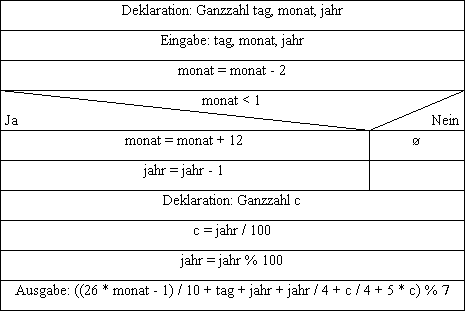 Deklaration: Ganzzahl tag, monat, jahr
Eingabe: tag, monat, jahr
monat = monat - 2
monat < 1
Ja
Nein
monat = monat + 12
ø
jahr = jahr - 1
Deklaration: Ganzzahl c
c = jahr / 100
jahr = jahr % 100
Ausgabe: ((26 * monat - 1) / 10 + tag + jahr + jahr / 4 + c / 4 + 5 * c) % 7